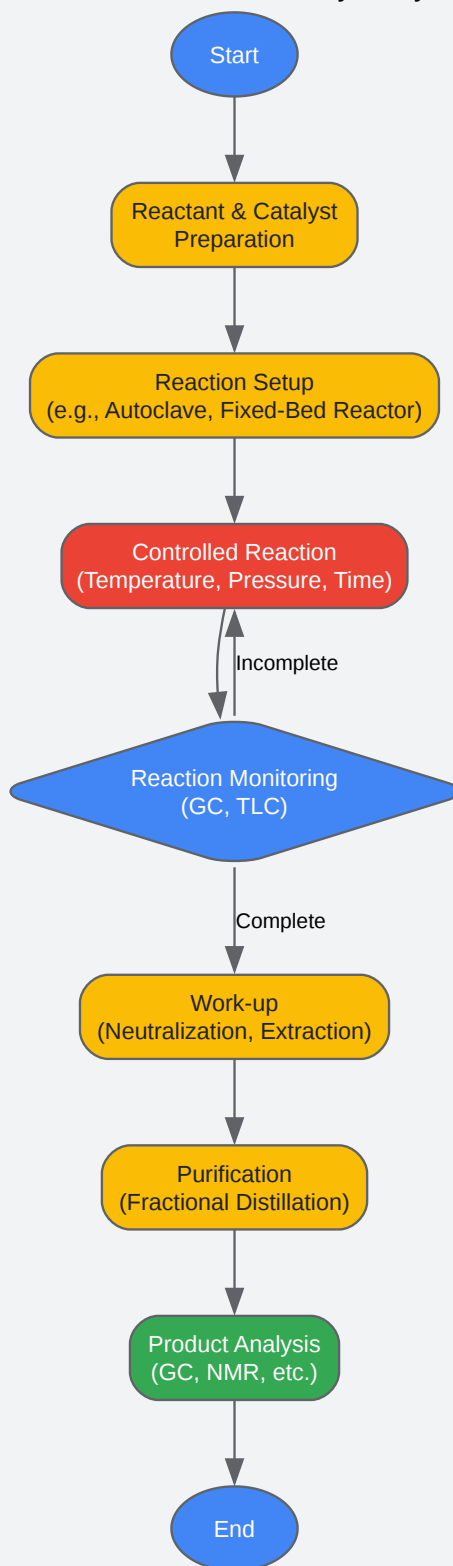 Start
Reactant & Catalyst
Preparation
Reaction Setup
(e.g., Autoclave, Fixed-Bed Reactor)
Controlled Reaction
(Temperature, Pressure, Time)
Incomplete
Reaction Monitoring
(GC, TLC)
Complete
Work-up
(Neutralization, Extraction)
Purification
(Fractional Distillation)
Product Analysis
(GC, NMR, etc.)
End